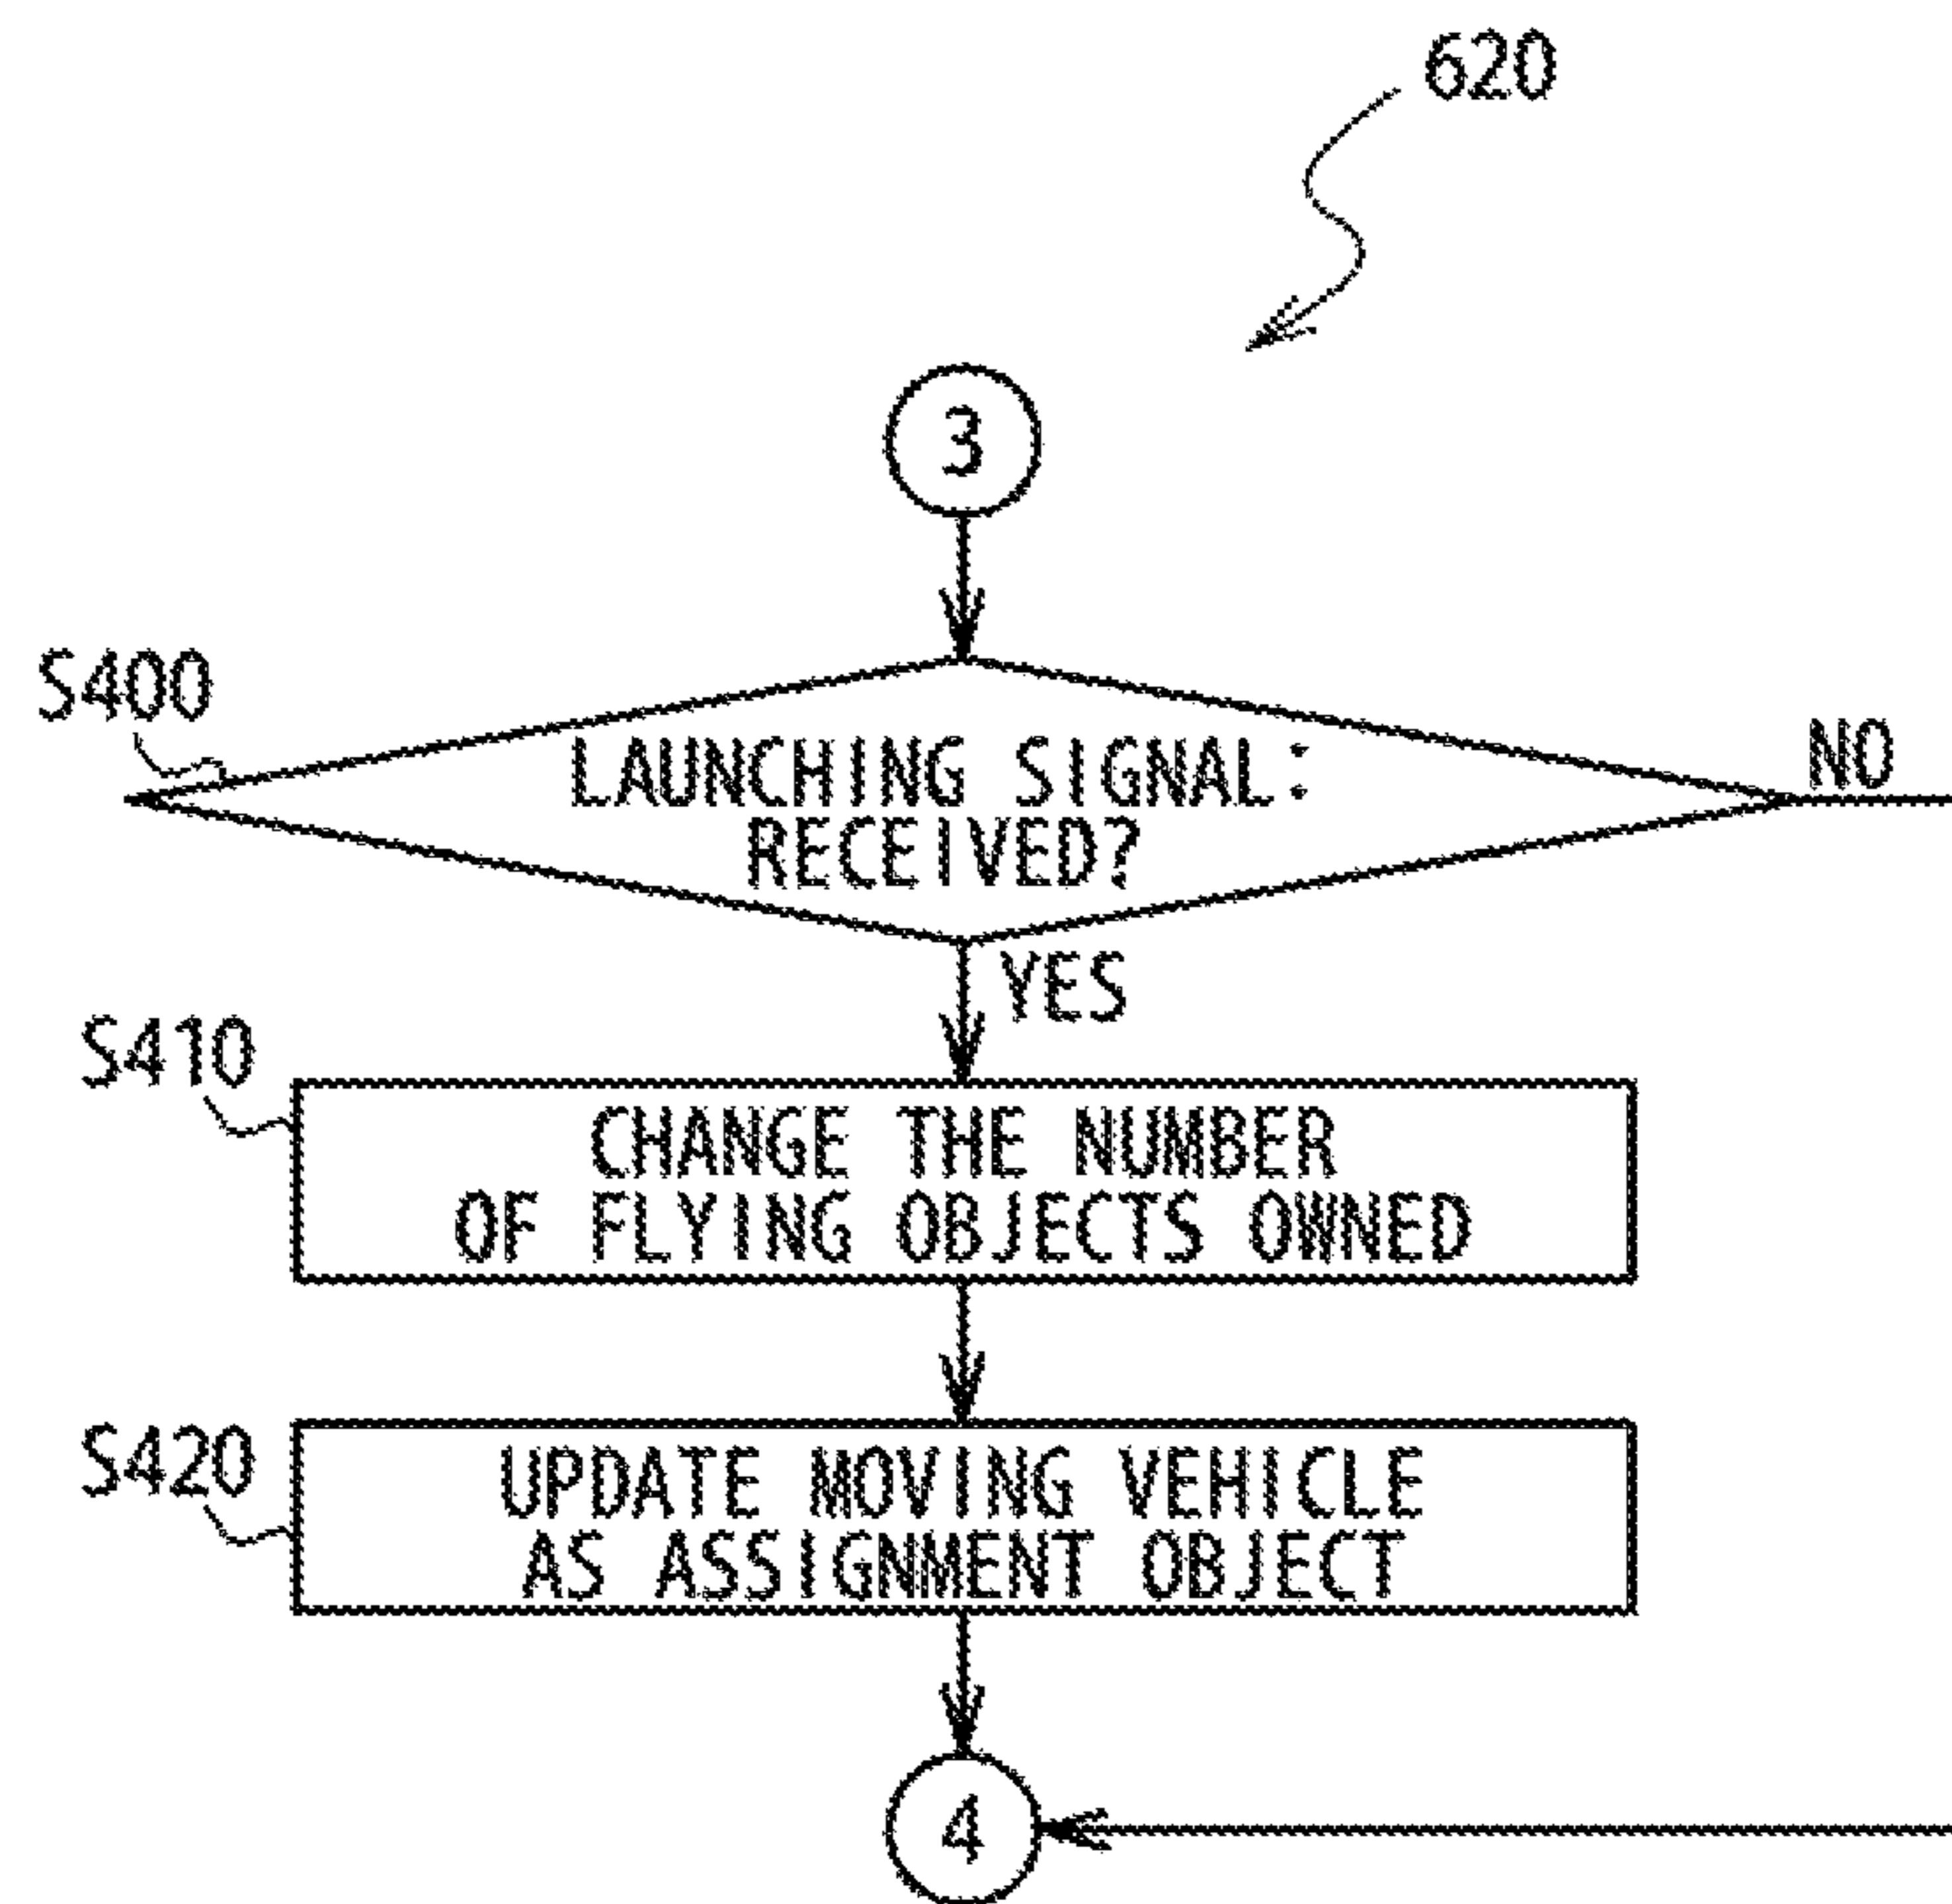 620
3
S400
LAUNCHING SIGNAL:
RECEIVED?
NO
YES
S410
CHANGE THE NUMBER
OF FLYING OBJECTS OWNED
S420
UPDATE MOVING VEHICLE
AS ASSIGNMENT OBJECT
4